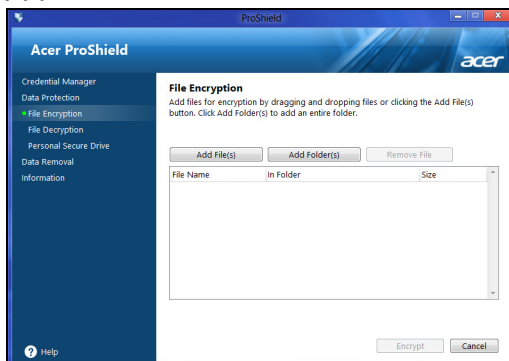 ProShield
Acer ProShield
acer
Credential Manager
Data Protection
File Encryption
File Decryption
Personal Secure Drive
Data Removal
Information
Help
File Encryption
Add files for encryption by dragging and dropping files or clicking the Add File(s)
button. Click Add Folder(s) to add an entire folder.
Add File(s) Add Folder(s) Remove File
File Name In Folder Size
Encrypt Cancel